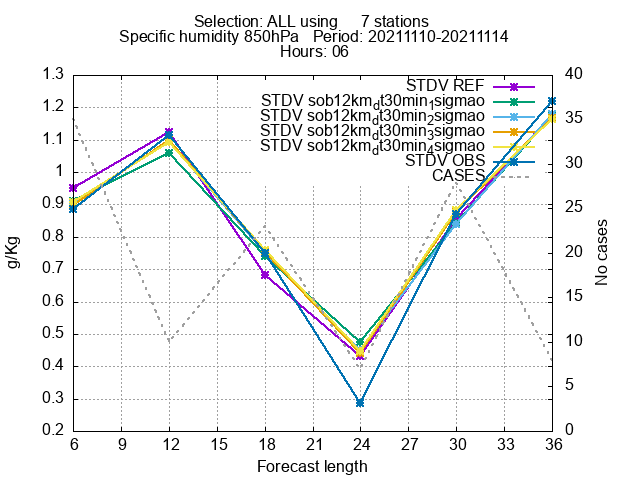 Selection: ALL using 7 stations
Specific humidity 850hPa Period: 20211110-20211114
Hours: 06
STDV REF
STDV sob12km_dt30min_1sigmao
STDV sob12km_dt30min_2sigmao
STDV sob12km_dt30min_3sigmao
STDV sob12km_dt30min_4sigmao
STDV OBS
CASES
1.3
1.2
1.1
1
0.9
0.8
0.7
0.6
0.5
0.4
0.3
0.2
g/Kg
40
35
30
25
20
15
10
5
0
No cases
6 9 12 15 18 21 24 27 30 33 36
Forecast length